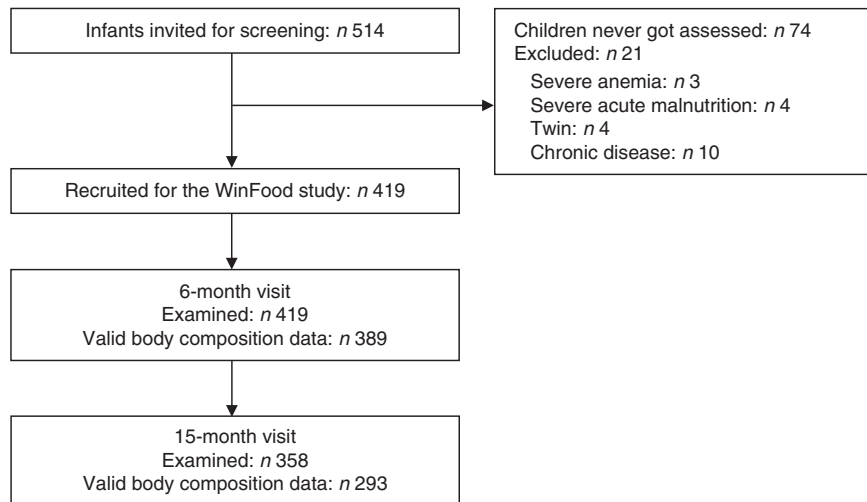 Infants invited for screening: n 514
Children never got assessed: n 74
Excluded: n 21
Severe anemia: n 3
Severe acute malnutrition: n 4
Twin: n 4
Chronic disease: n 10
Recruited for the WinFood study: n 419
6-month visit
Examined: n 419
Valid body composition data: n 389
15-month visit
Examined: n 358
Valid body composition data: n 293